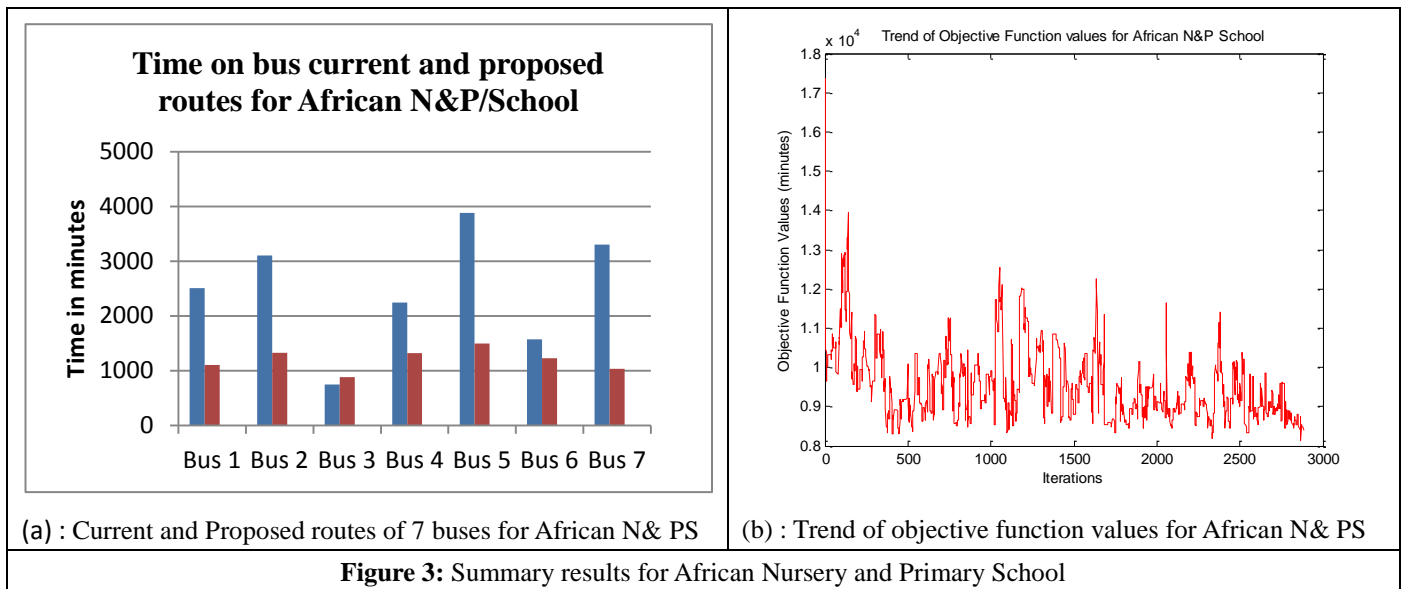 Time on bus current and proposed
routes for African N&P/School
Time in minutes
5000
4000
3000
2000
1000
0
Bus 1 Bus 2 Bus 3 Bus 4 Bus 5 Bus 6 Bus 7
(a) : Current and Proposed routes of 7 buses for African N& PS
x 10^4
Trend of Objective Function values for African N&P School
Objective Function Values (minutes)
1.8
1.7
1.6
1.5
1.4
1.3
1.2
1.1
1
0.9
0.8
0 500 1000 1500 2000 2500 3000
Iterations
(b) : Trend of objective function values for African N& PS
Figure 3: Summary results for African Nursery and Primary School